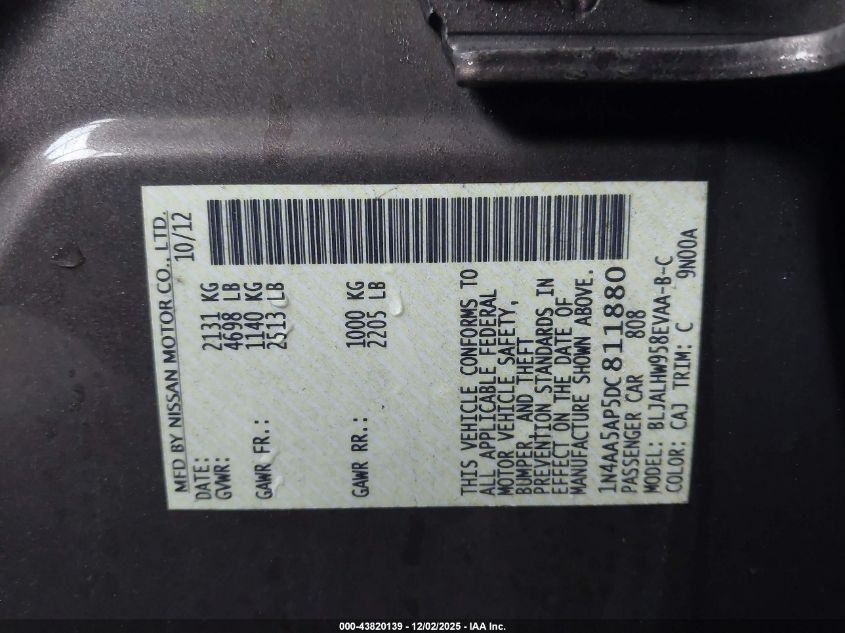 MFD BY NISSAN MOTOR CO., LTD.
DATE: 10/12
GVWR: 2131 KG
4698 LB
GAWR FR.: 1140 KG
2513 LB
GAWR RR.: 1000 KG
2205 LB
THIS VEHICLE CONFORMS TO
ALL APPLICABLE FEDERAL
MOTOR VEHICLE SAFETY,
BUMPER, AND THEFT
PREVENTION STANDARDS IN
EFFECT ON THE DATE OF
MANUFACTURE SHOWN ABOVE.
1N4AA5AP5DC811880
PASSENGER CAR 808
MODEL: BLJALHW958EVAA-B-C
COLOR: CAJ TRIM: C 9N00A
000-43820139 - 12/02/2025 - IAA Inc.